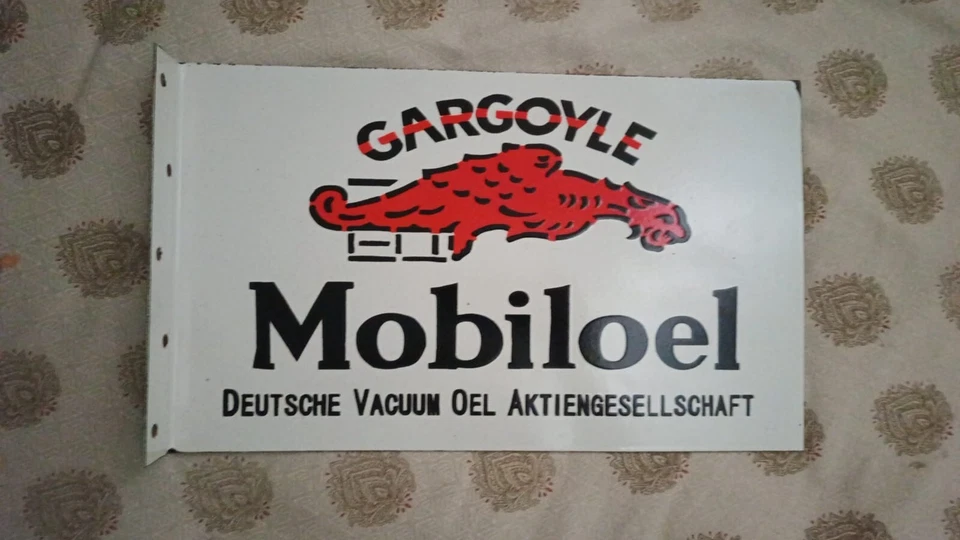 GARGOYLE
Mobiloel
DEUTSCHE VACUUM OEL AKTIENGESELLSCHAFT